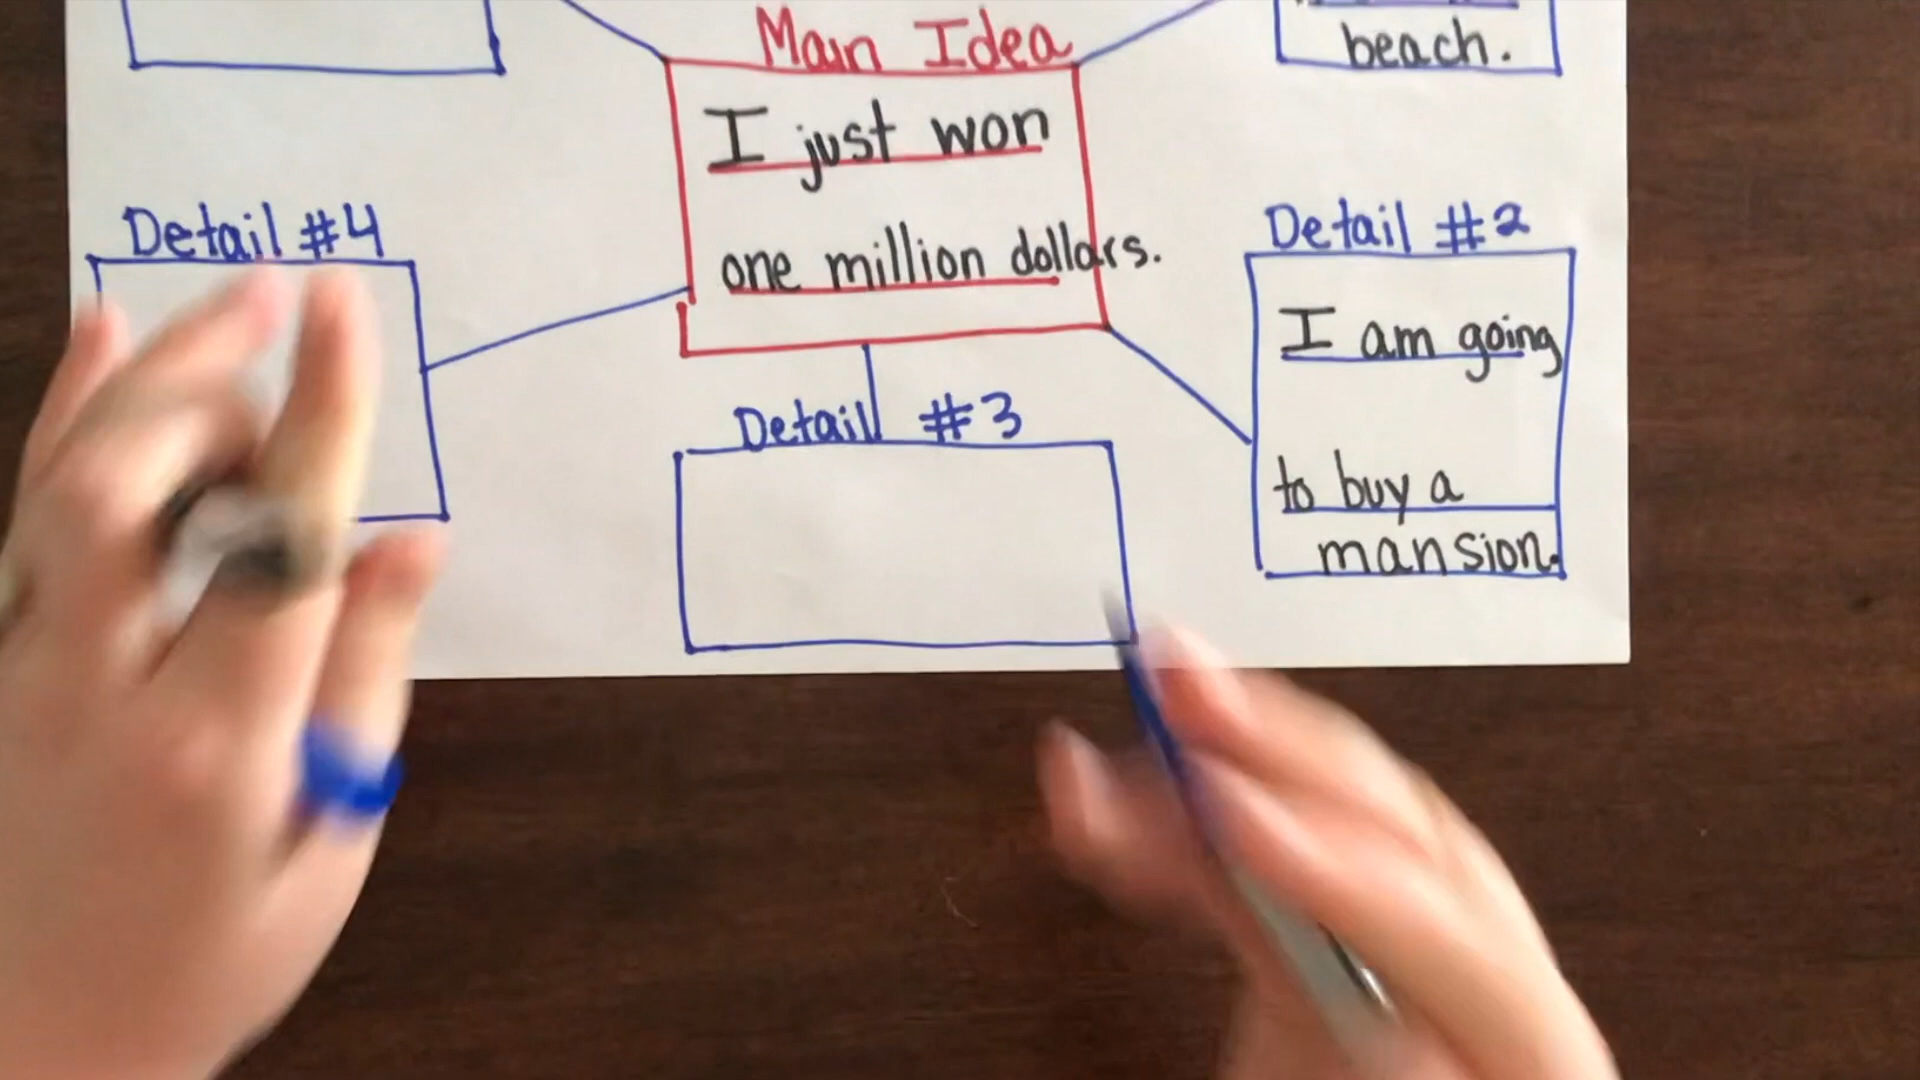 beach.
Main Idea
I just won
one million dollars.
Detail #4
Detail #2
I am going
to buy a
mansion.
Detail #3